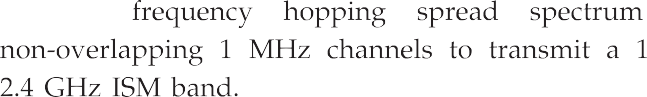 frequency hopping spread spectrum
non-overlapping 1 MHz channels to transmit a 1
2.4 GHz ISM band.